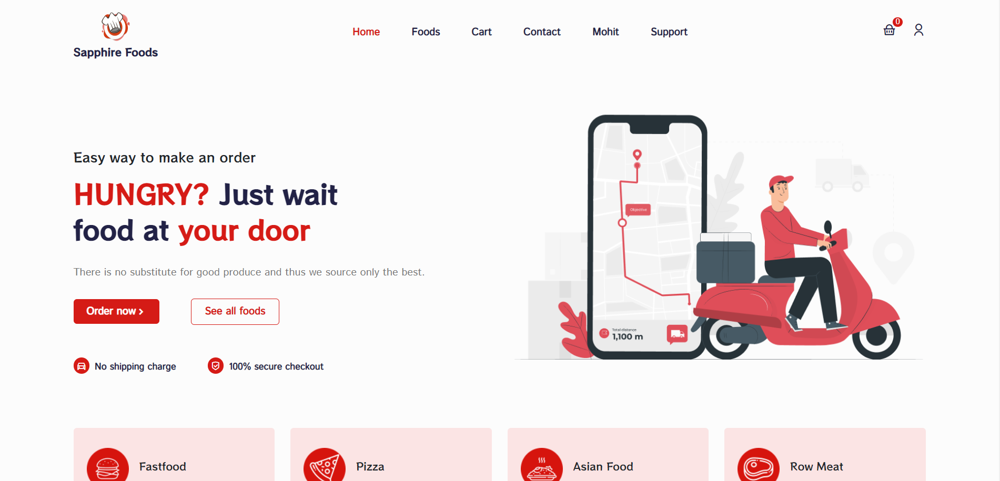 Sapphire Foods
Home Foods Cart Contact Mohit Support
0
Easy way to make an order
HUNGRY? Just wait
food at your door
There is no substitute for good produce and thus we source only the best.
Order now
See all foods
No shipping charge
100% secure checkout
Objective
Total distance
1,100 m
Fastfood
Pizza
Asian Food
Row Meat